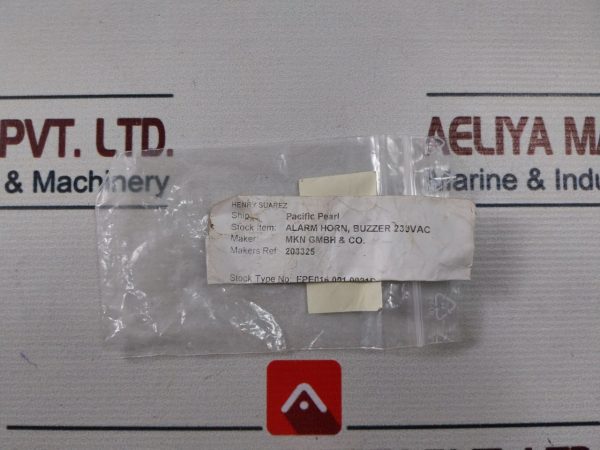 PVT. LTD.
& Machinery
AELIYA MA
Marine & Indu
HENRY SUAREZ
Ship: Pacific Pearl
Stock Item: ALARM HORN, BUZZER 230VAC
Maker: MKN GMBH & CO.
Makers Ref: 203325
Stock Type No: